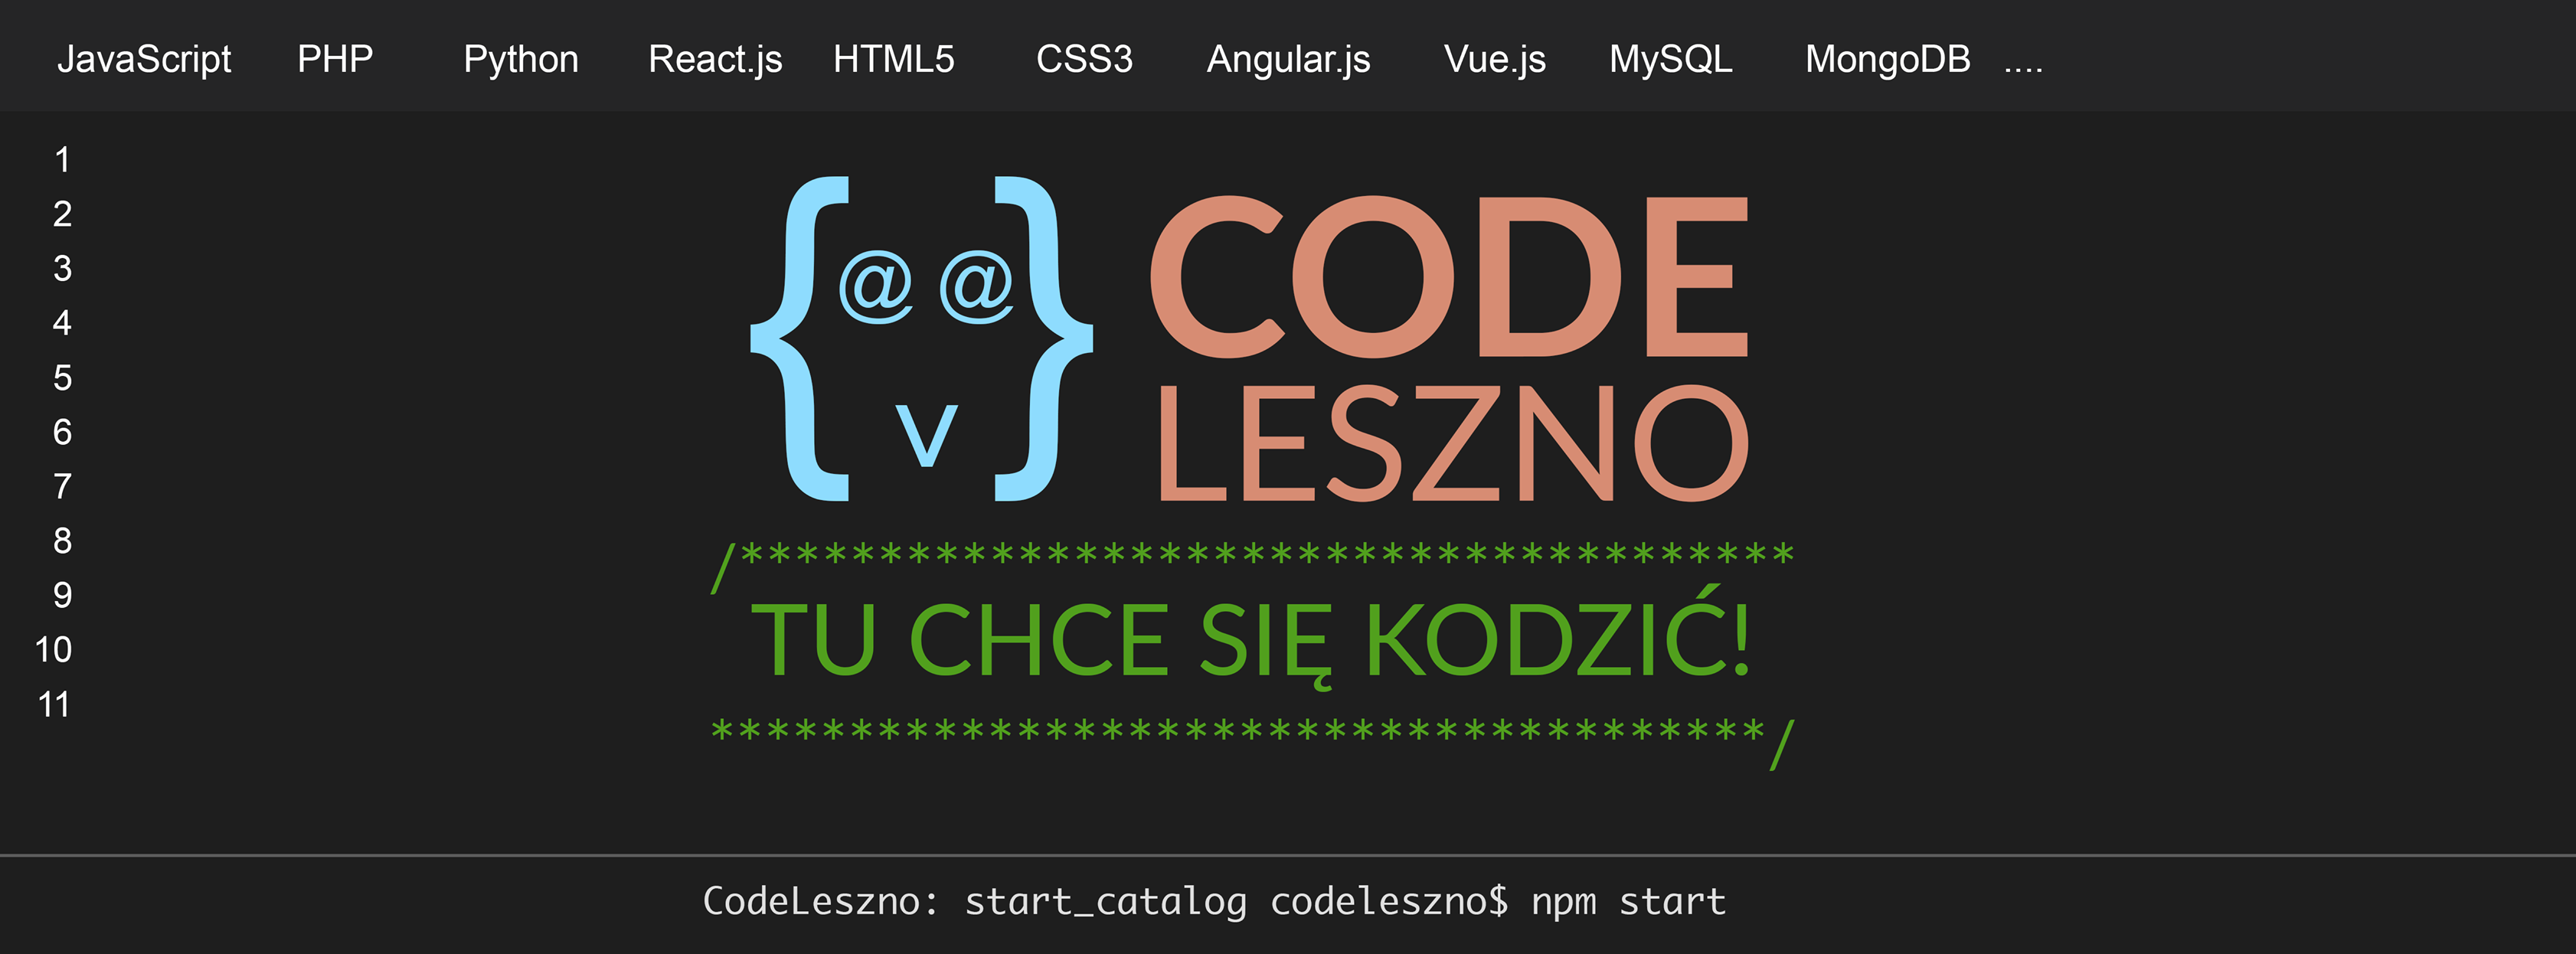 JavaScript PHP Python React.js HTML5 CSS3 Angular.js Vue.js MySQL MongoDB ....
1
2
3
4
5
6
7
8
9
10
11
{ @ @ v }
CODE
LESZNO
/**************************************
TU CHCE SIĘ KODZIĆ!
**************************************/
CodeLeszno: start_catalog codeleszno$ npm start